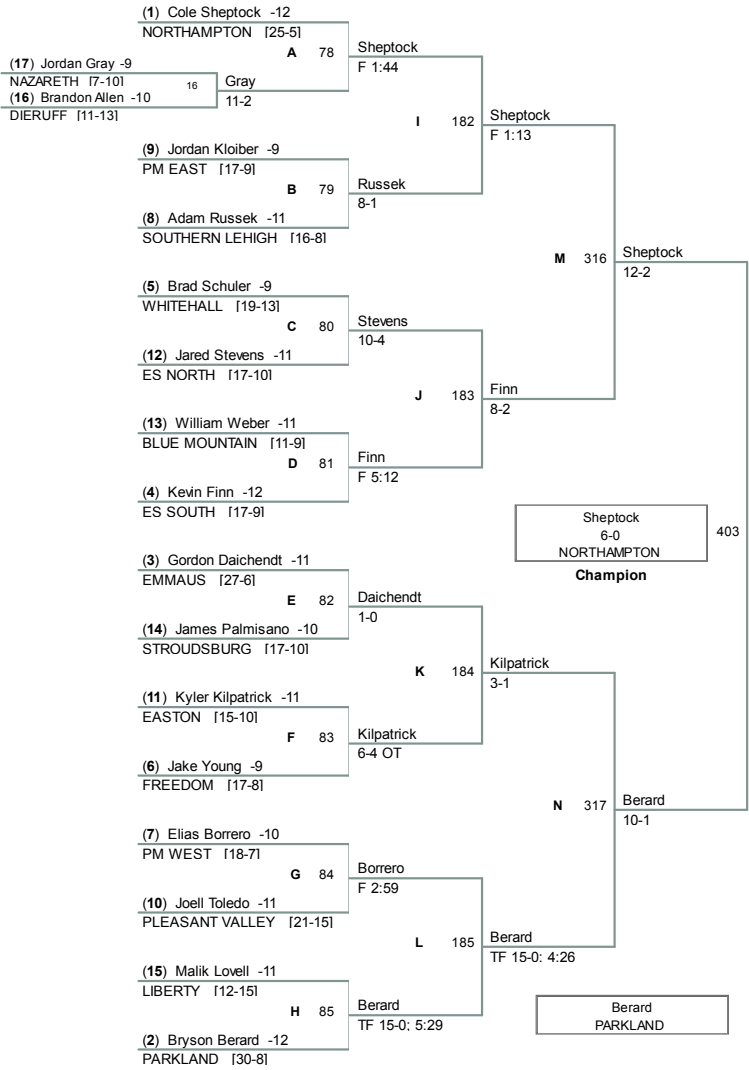 (1) Cole Sheptock -12
NORTHAMPTON [25-5]
A 78
Sheptock
F 1:44
(17) Jordan Gray -9
NAZARETH [7-10]
16
Gray
11-2
(16) Brandon Allen -10
DIERUFF [11-13]
I 182
Sheptock
F 1:13
(9) Jordan Kloiber -9
PM EAST [17-9]
B 79
Russek
8-1
(8) Adam Russek -11
SOUTHERN LEHIGH [16-8]
M 316
Sheptock
12-2
(5) Brad Schuler -9
WHITEHALL [19-13]
C 80
Stevens
10-4
(12) Jared Stevens -11
ES NORTH [17-10]
J 183
Finn
8-2
(13) William Weber -11
BLUE MOUNTAIN [11-9]
D 81
Finn
F 5:12
(4) Kevin Finn -12
ES SOUTH [17-9]
Sheptock
6-0
NORTHAMPTON
403
Champion
(3) Gordon Daichendt -11
EMMAUS [27-6]
E 82
Daichendt
1-0
(14) James Palmisano -10
STROUDSBURG [17-10]
K 184
Kilpatrick
3-1
(11) Kyler Kilpatrick -11
EASTON [15-10]
F 83
Kilpatrick
6-4 OT
(6) Jake Young -9
FREEDOM [17-8]
N 317
Berard
10-1
(7) Elias Borrero -10
PM WEST [18-7]
G 84
Borrero
F 2:59
(10) Joell Toledo -11
PLEASANT VALLEY [21-15]
L 185
Berard
TF 15-0; 4:26
(15) Malik Lovell -11
LIBERTY [12-15]
H 85
Berard
TF 15-0; 5:29
(2) Bryson Berard -12
PARKLAND [30-8]
Berard
PARKLAND